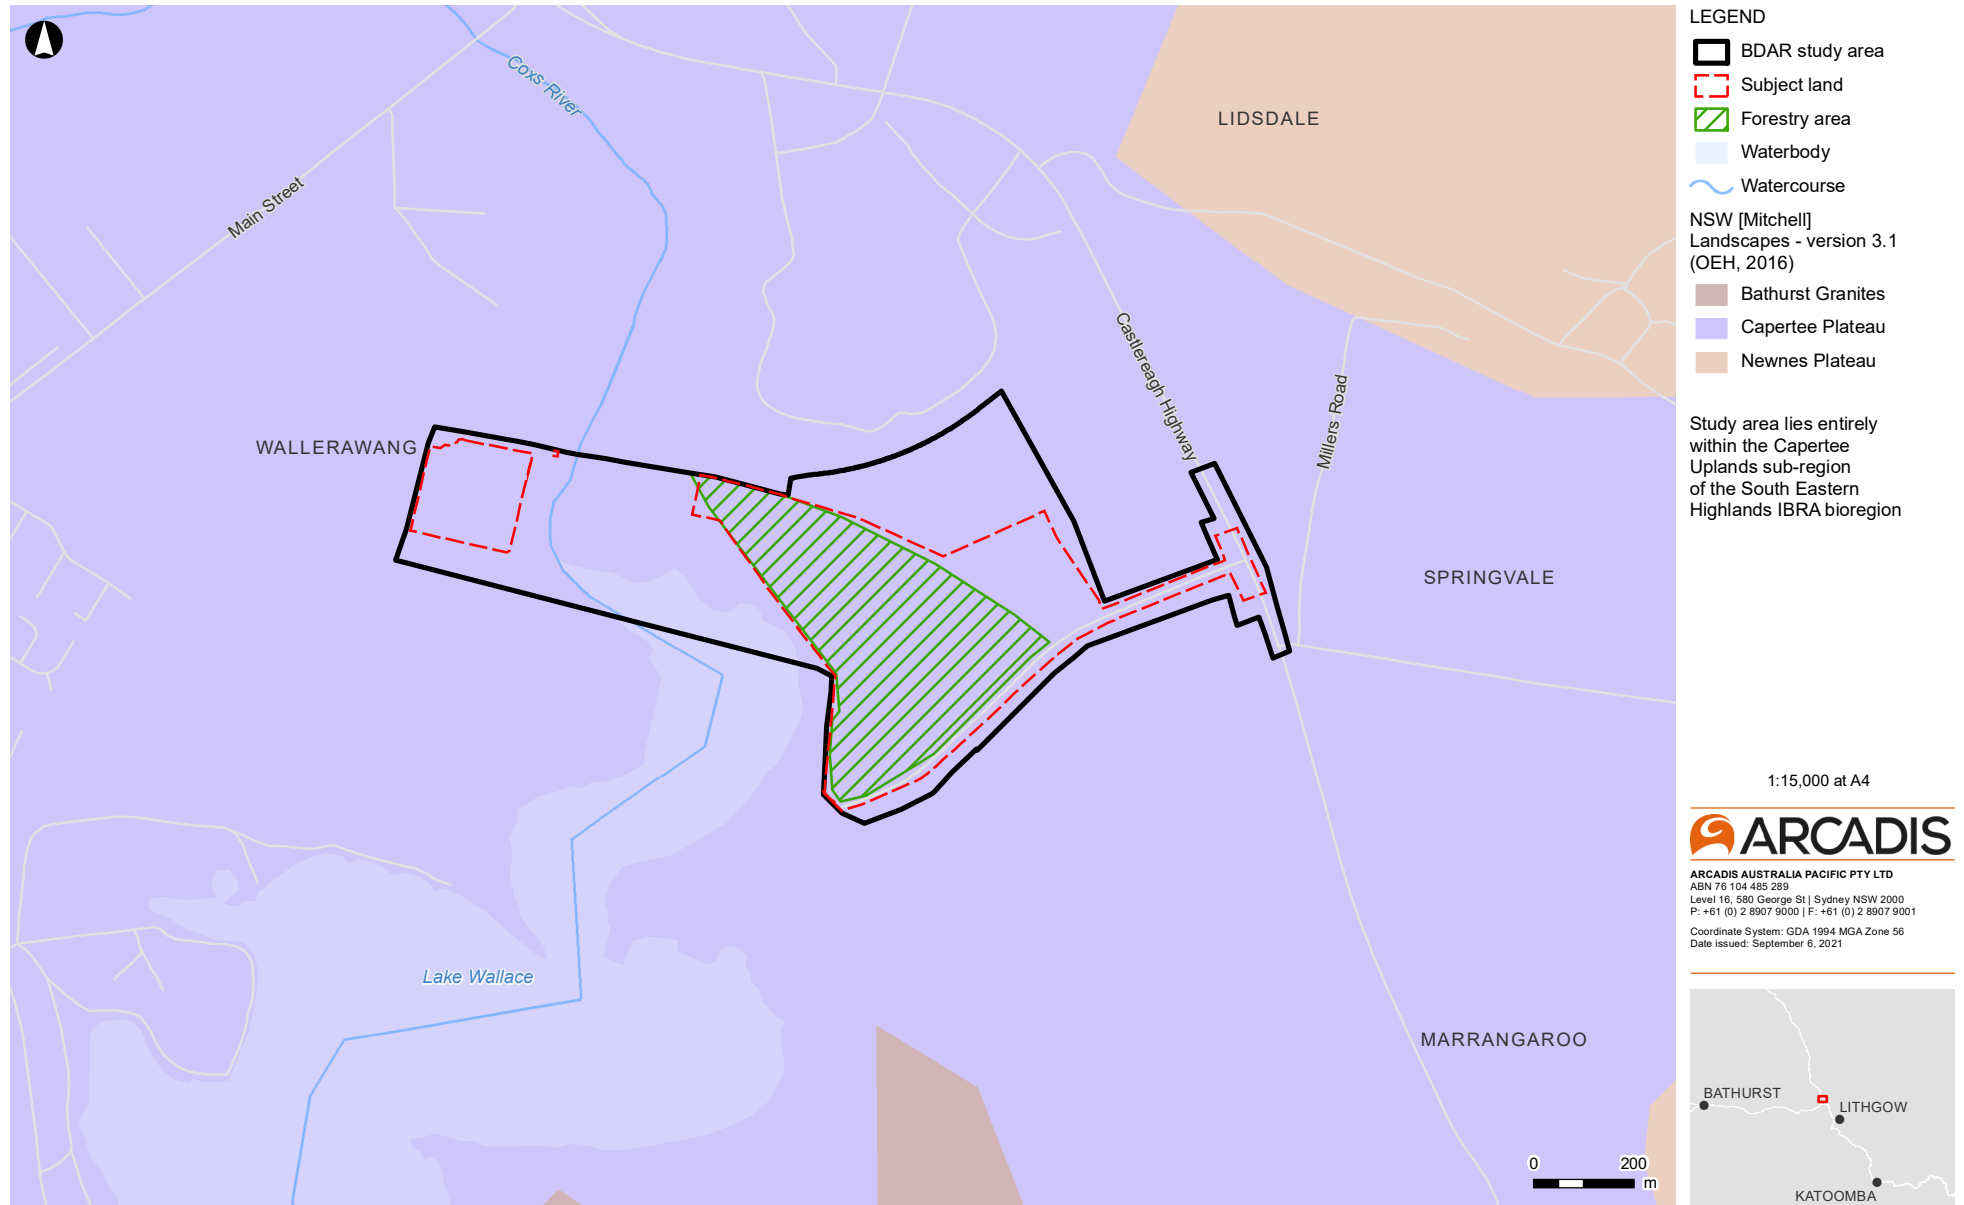 Coxs River
Main Street
LIDSDALE
Castlereagh Highway
Millers Road
WALLERAWANG
SPRINGVALE
Lake Wallace
MARRANGAROO
0 200
m
LEGEND
BDAR study area
Subject land
Forestry area
Waterbody
Watercourse
NSW [Mitchell]
Landscapes - version 3.1
(OEH, 2016)
Bathurst Granites
Capertee Plateau
Newnes Plateau
Study area lies entirely
within the Capertee
Uplands sub-region
of the South Eastern
Highlands IBRA bioregion
1:15,000 at A4
ARCADIS
ARCADIS AUSTRALIA PACIFIC PTY LTD
ABN 76 104 485 289
Level 16, 580 George St | Sydney NSW 2000
P: +61 (0) 2 8907 9000 | F: +61 (0) 2 8907 9001
Coordinate System: GDA 1994 MGA Zone 56
Date issued: September 6, 2021
BATHURST
LITHGOW
KATOOMBA